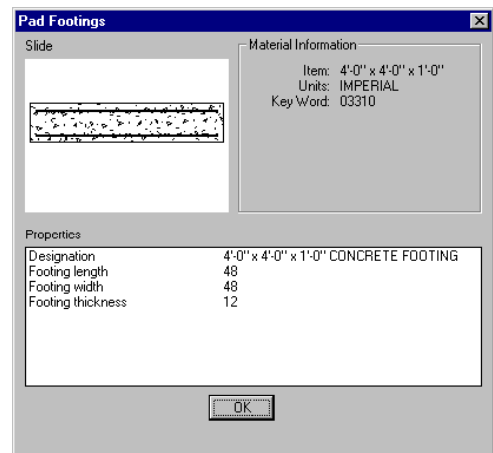 Pad Footings
Slide
Material Information
Item: 4'-0" x 4'-0" x 1'-0"
Units: IMPERIAL
Key Word: 03310
Properties
Designation 4'-0" x 4'-0" x 1'-0" CONCRETE FOOTING
Footing length 48
Footing width 48
Footing thickness 12
OK